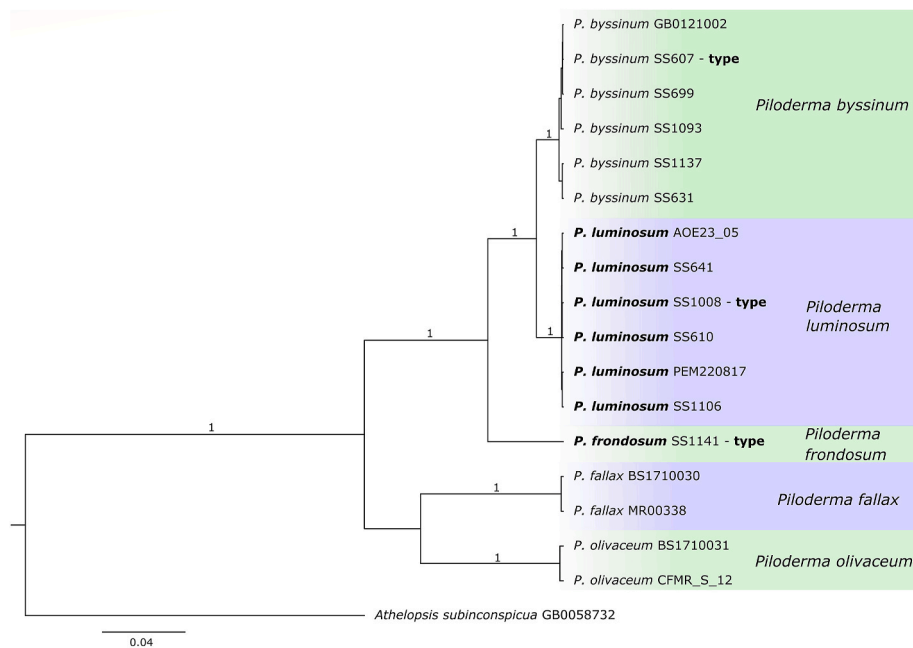 P. byssinum GB0121002
P. byssinum SS607 - type
P. byssinum SS699
Piloderma byssinum
P. byssinum SS1093
1
P. byssinum SS1137
P. byssinum SS631
1
P. luminosum AOE23_05
P. luminosum SS641
P. luminosum SS1008 - type
Piloderma
luminosum
1
P. luminosum SS610
1
P. luminosum PEM220817
P. luminosum SS1106
1
P. frondosum SS1141 - type
Piloderma
frondosum
P. fallax BS1710030
1
Piloderma fallax
P. fallax MR00338
P. olivaceum BS1710031
1
Piloderma olivaceum
P. olivaceum CFMR_S_12
Athelopsis subinconspicua GB0058732
0.04